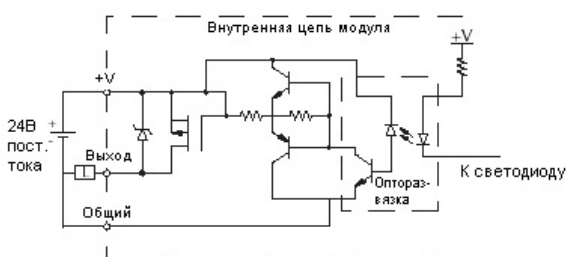 Внутренняя цепь модуля
+V
+V
24В
пост.
тока
+
-
Выход
L
Общий
Оптораз-
вязка
К светодиоду